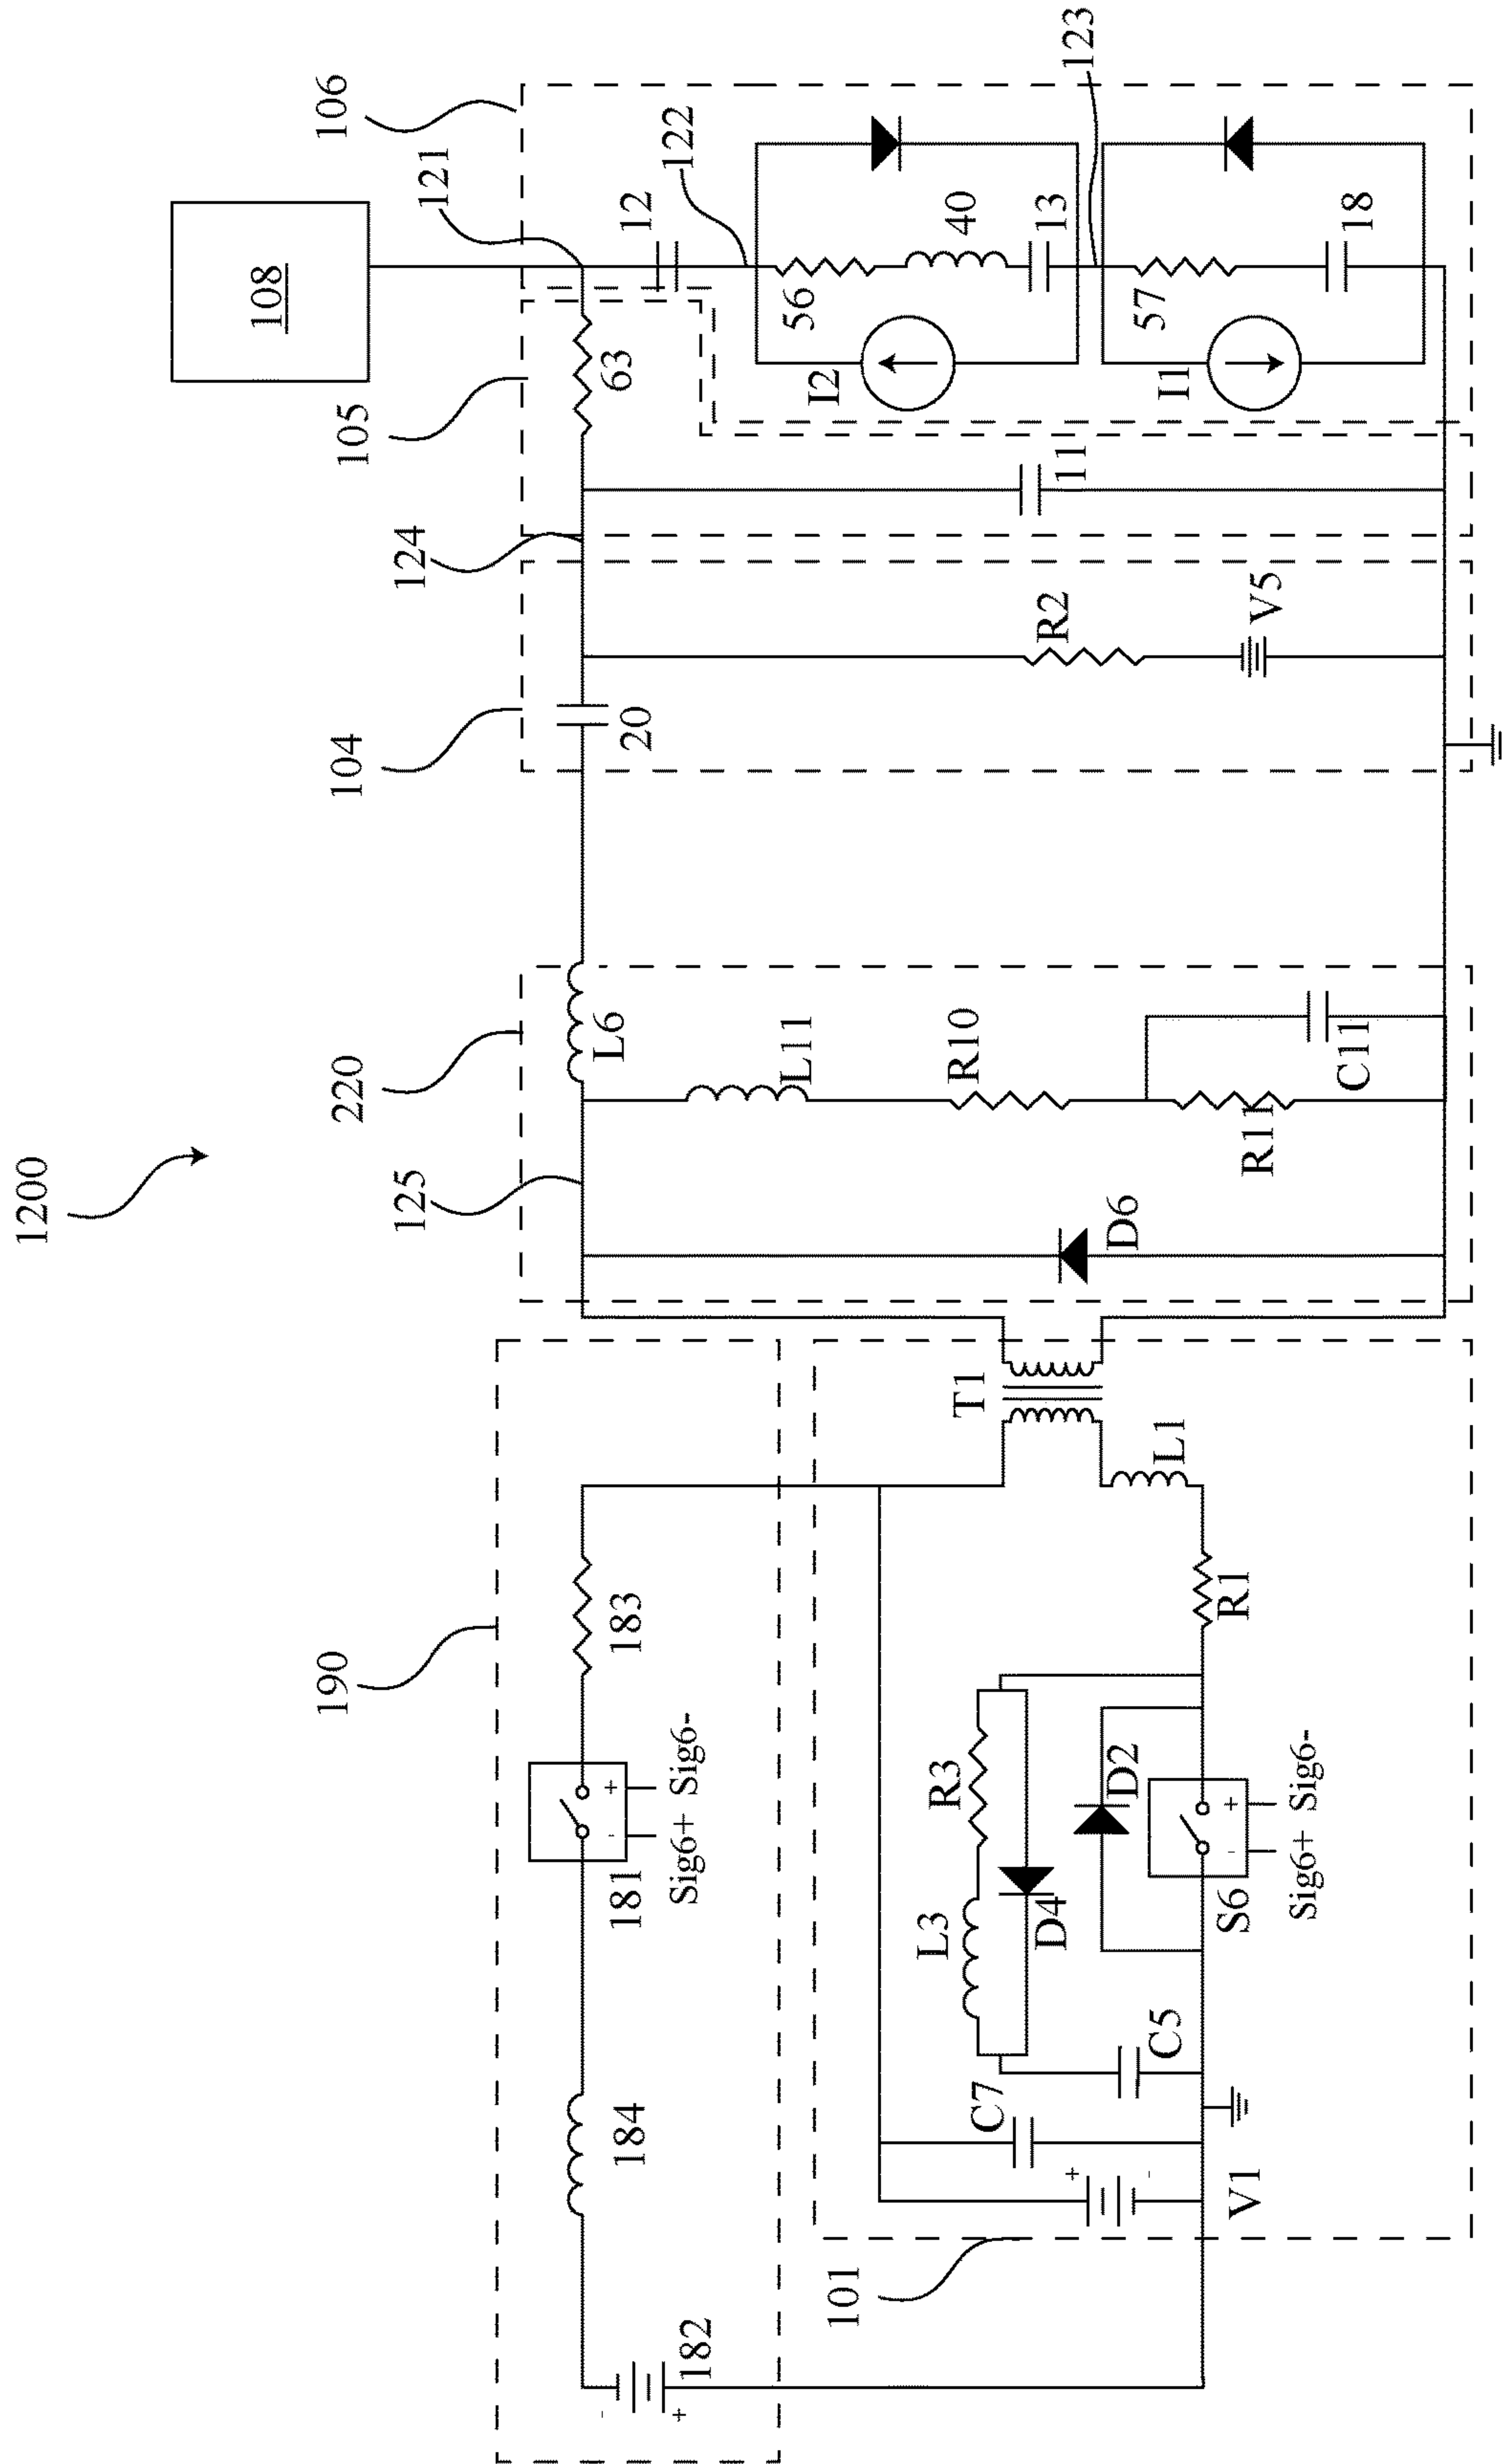 1200
190
182
-
+
184
181
- +
Sig6+ Sig6-
183
101
V1
+
-
C7
C5
L3
R3
D4
D2
S6
- +
Sig6+ Sig6-
R1
L1
T1
220
125
D6
L6
L11
R10
R11
C11
104
20
R2
V5
124
105
11
63
108
121
106
12
122
I2
56
40
13
123
I1
57
18